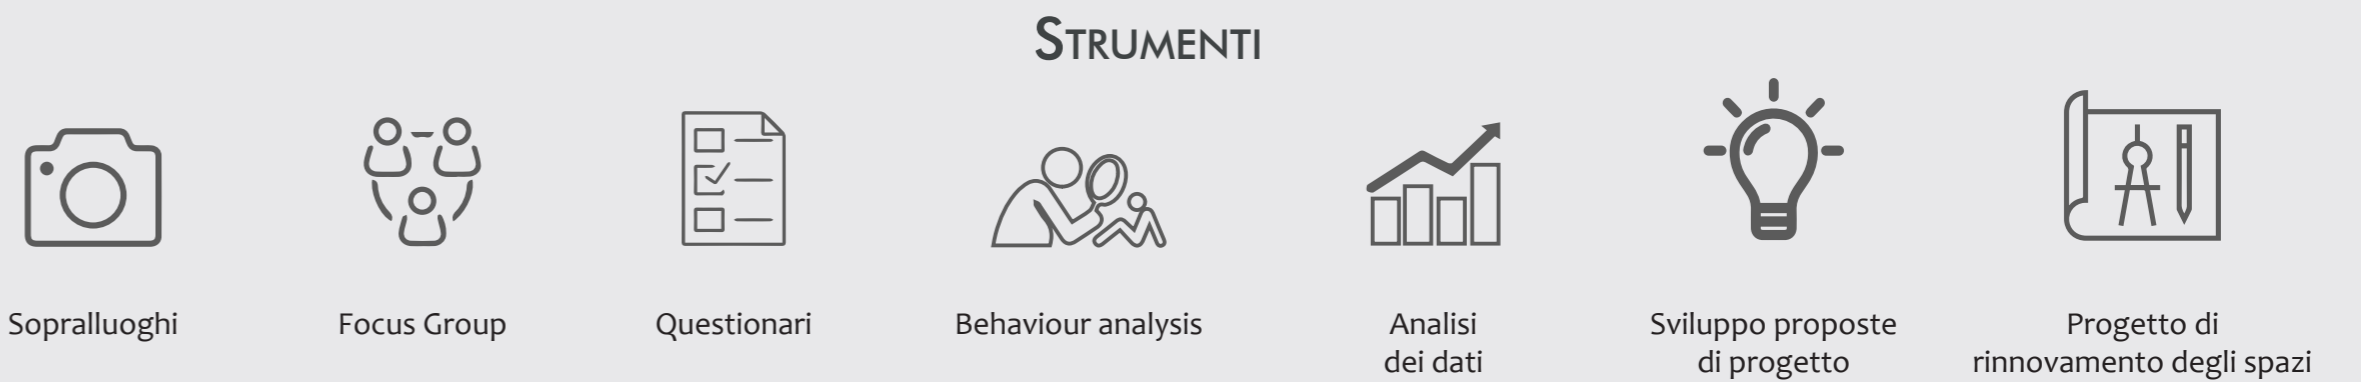 STRUMENTI
Sopralluoghi
Focus Group
Questionari
Behaviour analysis
Analisi
dei dati
Sviluppo proposte
di progetto
Progetto di
rinnovamento degli spazi